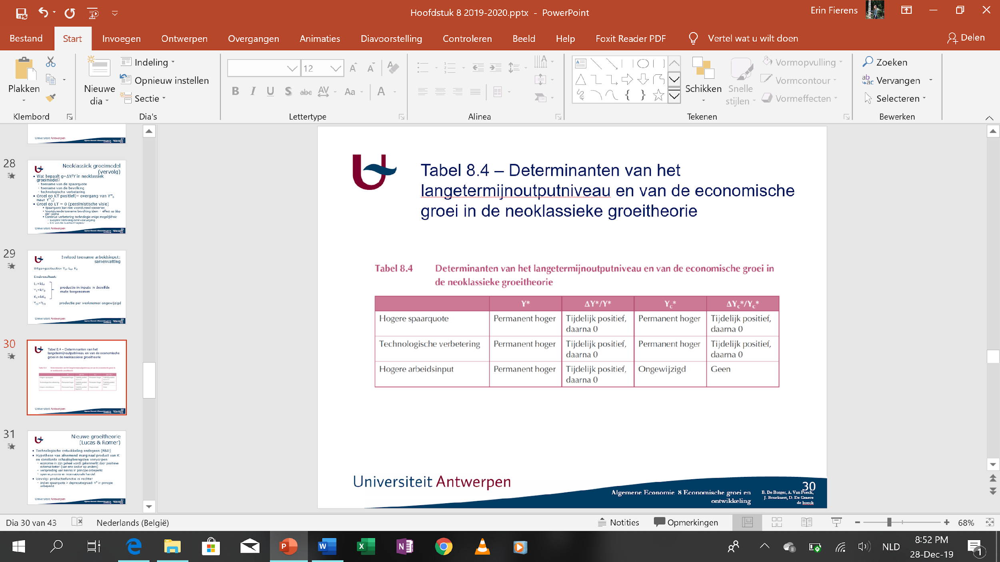 Hoofdstuk 8 2019-2020.pptx - PowerPoint
Erin Fierens
Bestand Start Invoegen Ontwerpen Overgangen Animaties Diavoorstelling Controleren Beeld Help Foxit Reader PDF Vertel wat u wilt doen Delen
Plakken
Klembord
Nieuwe dia
Indeling
Opnieuw instellen
Sectie
Dia's
12
B I U S abc AV Aa A
Lettertype
Alinea
Schikken
Snelle stijlen
Vormopvulling
Vormcontour
Vormeffecten
Tekenen
Zoeken
Vervangen
Selecteren
Bewerken
Universiteit Antwerpen
27
28
Neoklassiek groeimodel
(vervolg)
• Wat bepaalt g=ΔY/Y in neoklassiek
groeimodel?
- toename van de spaarquote
- toename van de bevolking
- technologische verbetering
• Groei op KT positief(= overgang van Y*0
naar Y*1)
• Groei op LT = 0 (pessimistische visie)
• Spaarquote kan niet voortdurend toenemen
• Voortdurende toename bevolking idem + effect op bbp
per capita
• Continue verbetering technologie enige mogelijkheid
- Exogene technologische vooruitgang
- Rol van de overheid beperkt
Universiteit Antwerpen
29
Invloed toename arbeidsinput:
samenvatting
Uitgangssituatie: Y0, L0, K0
Eindresultaat:
L1=kL0
Y1=kY0
K1=kK0
productie in inputs in dezelfde
mate toegenomen
Yc1=Yc0 productie per werknemer ongewijzigd
Universiteit Antwerpen
30
Tabel 8.4 – Determinanten van het
langetermijnoutputniveau en van de economische
groei in de neoklassieke groeitheorie
Universiteit Antwerpen
31
Nieuwe groeitheorie
(Lucas & Romer)
• Technologische ontwikkeling endogeen (R&D)
• Hypothese van afnemend marginaal product van K
en constante schaalopbrengsten verworpen
- economie in zijn geheel wordt gekenmerkt door positieve
externaliteiten (van ene sector op andere)
- verspreiding van kennis in principe onbeperkt
- open economie en internationale handel
• Gevolg: productiefunctie is rechte!
- Indien spaarquote > depreciatiegraad: Y* in principe
onbeperkt
Universiteit Antwerpen
Tabel 8.4 – Determinanten van het
langetermijnoutputniveau en van de economische
groei in de neoklassieke groeitheorie
Tabel 8.4 Determinanten van het langetermijnoutputniveau en van de economische groei in
de neoklassieke groeitheorie
Y* ΔY*/Y* Yc* ΔYc*/Yc*
Hogere spaarquote Permanent hoger Tijdelijk positief, daarna 0 Permanent hoger Tijdelijk positief, daarna 0
Technologische verbetering Permanent hoger Tijdelijk positief, daarna 0 Permanent hoger Tijdelijk positief, daarna 0
Hogere arbeidsinput Permanent hoger Tijdelijk positief, daarna 0 Ongewijzigd Geen
Universiteit Antwerpen
Algemene Economie 8 Economische groei en
ontwikkeling
30
B. De Borger, A. Van Poeck,
J. Bouckaert, D. De Graeve
de boeck
Dia 30 van 43 Nederlands (België) Notities Opmerkingen 68%
NLD
8:52 PM
28-Dec-19
1